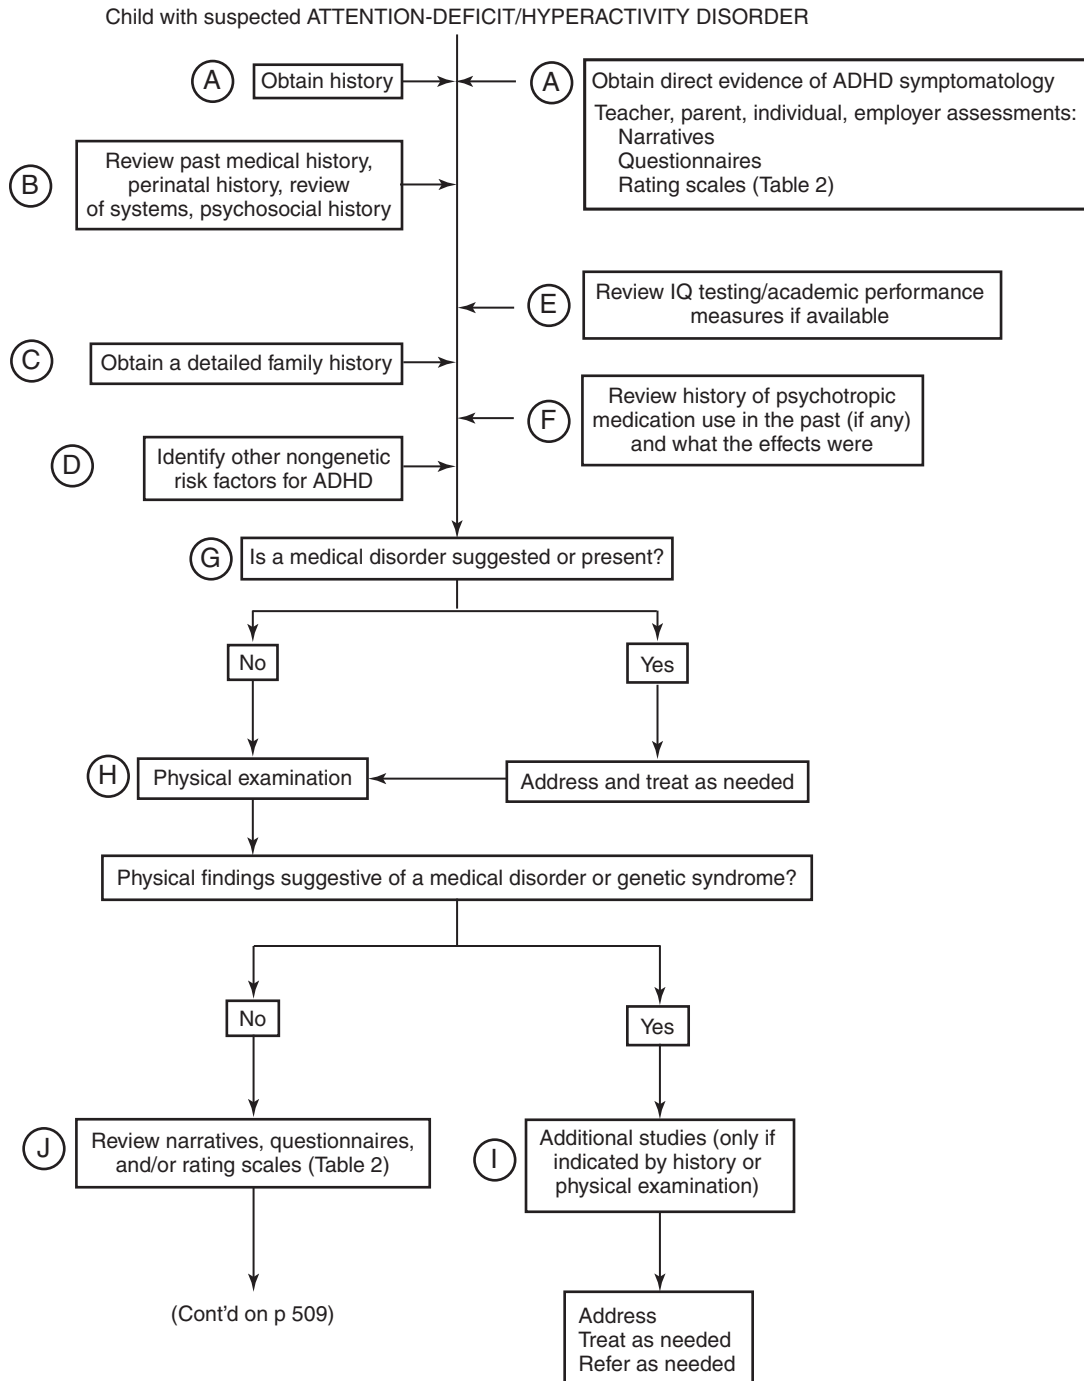 Child with suspected ATTENTION-DEFICIT/HYPERACTIVITY DISORDER
A
Obtain history
A
Obtain direct evidence of ADHD symptomatology
Teacher, parent, individual, employer assessments:
Narratives
Questionnaires
Rating scales (Table 2)
B
Review past medical history,
perinatal history, review
of systems, psychosocial history
E
Review IQ testing/academic performance
measures if available
C
Obtain a detailed family history
F
Review history of psychotropic
medication use in the past (if any)
and what the effects were
D
Identify other nongenetic
risk factors for ADHD
G
Is a medical disorder suggested or present?
No
Yes
H
Physical examination
Address and treat as needed
Physical findings suggestive of a medical disorder or genetic syndrome?
No
Yes
J
Review narratives, questionnaires,
and/or rating scales (Table 2)
I
Additional studies (only if
indicated by history or
physical examination)
(Cont'd on p 509)
Address
Treat as needed
Refer as needed